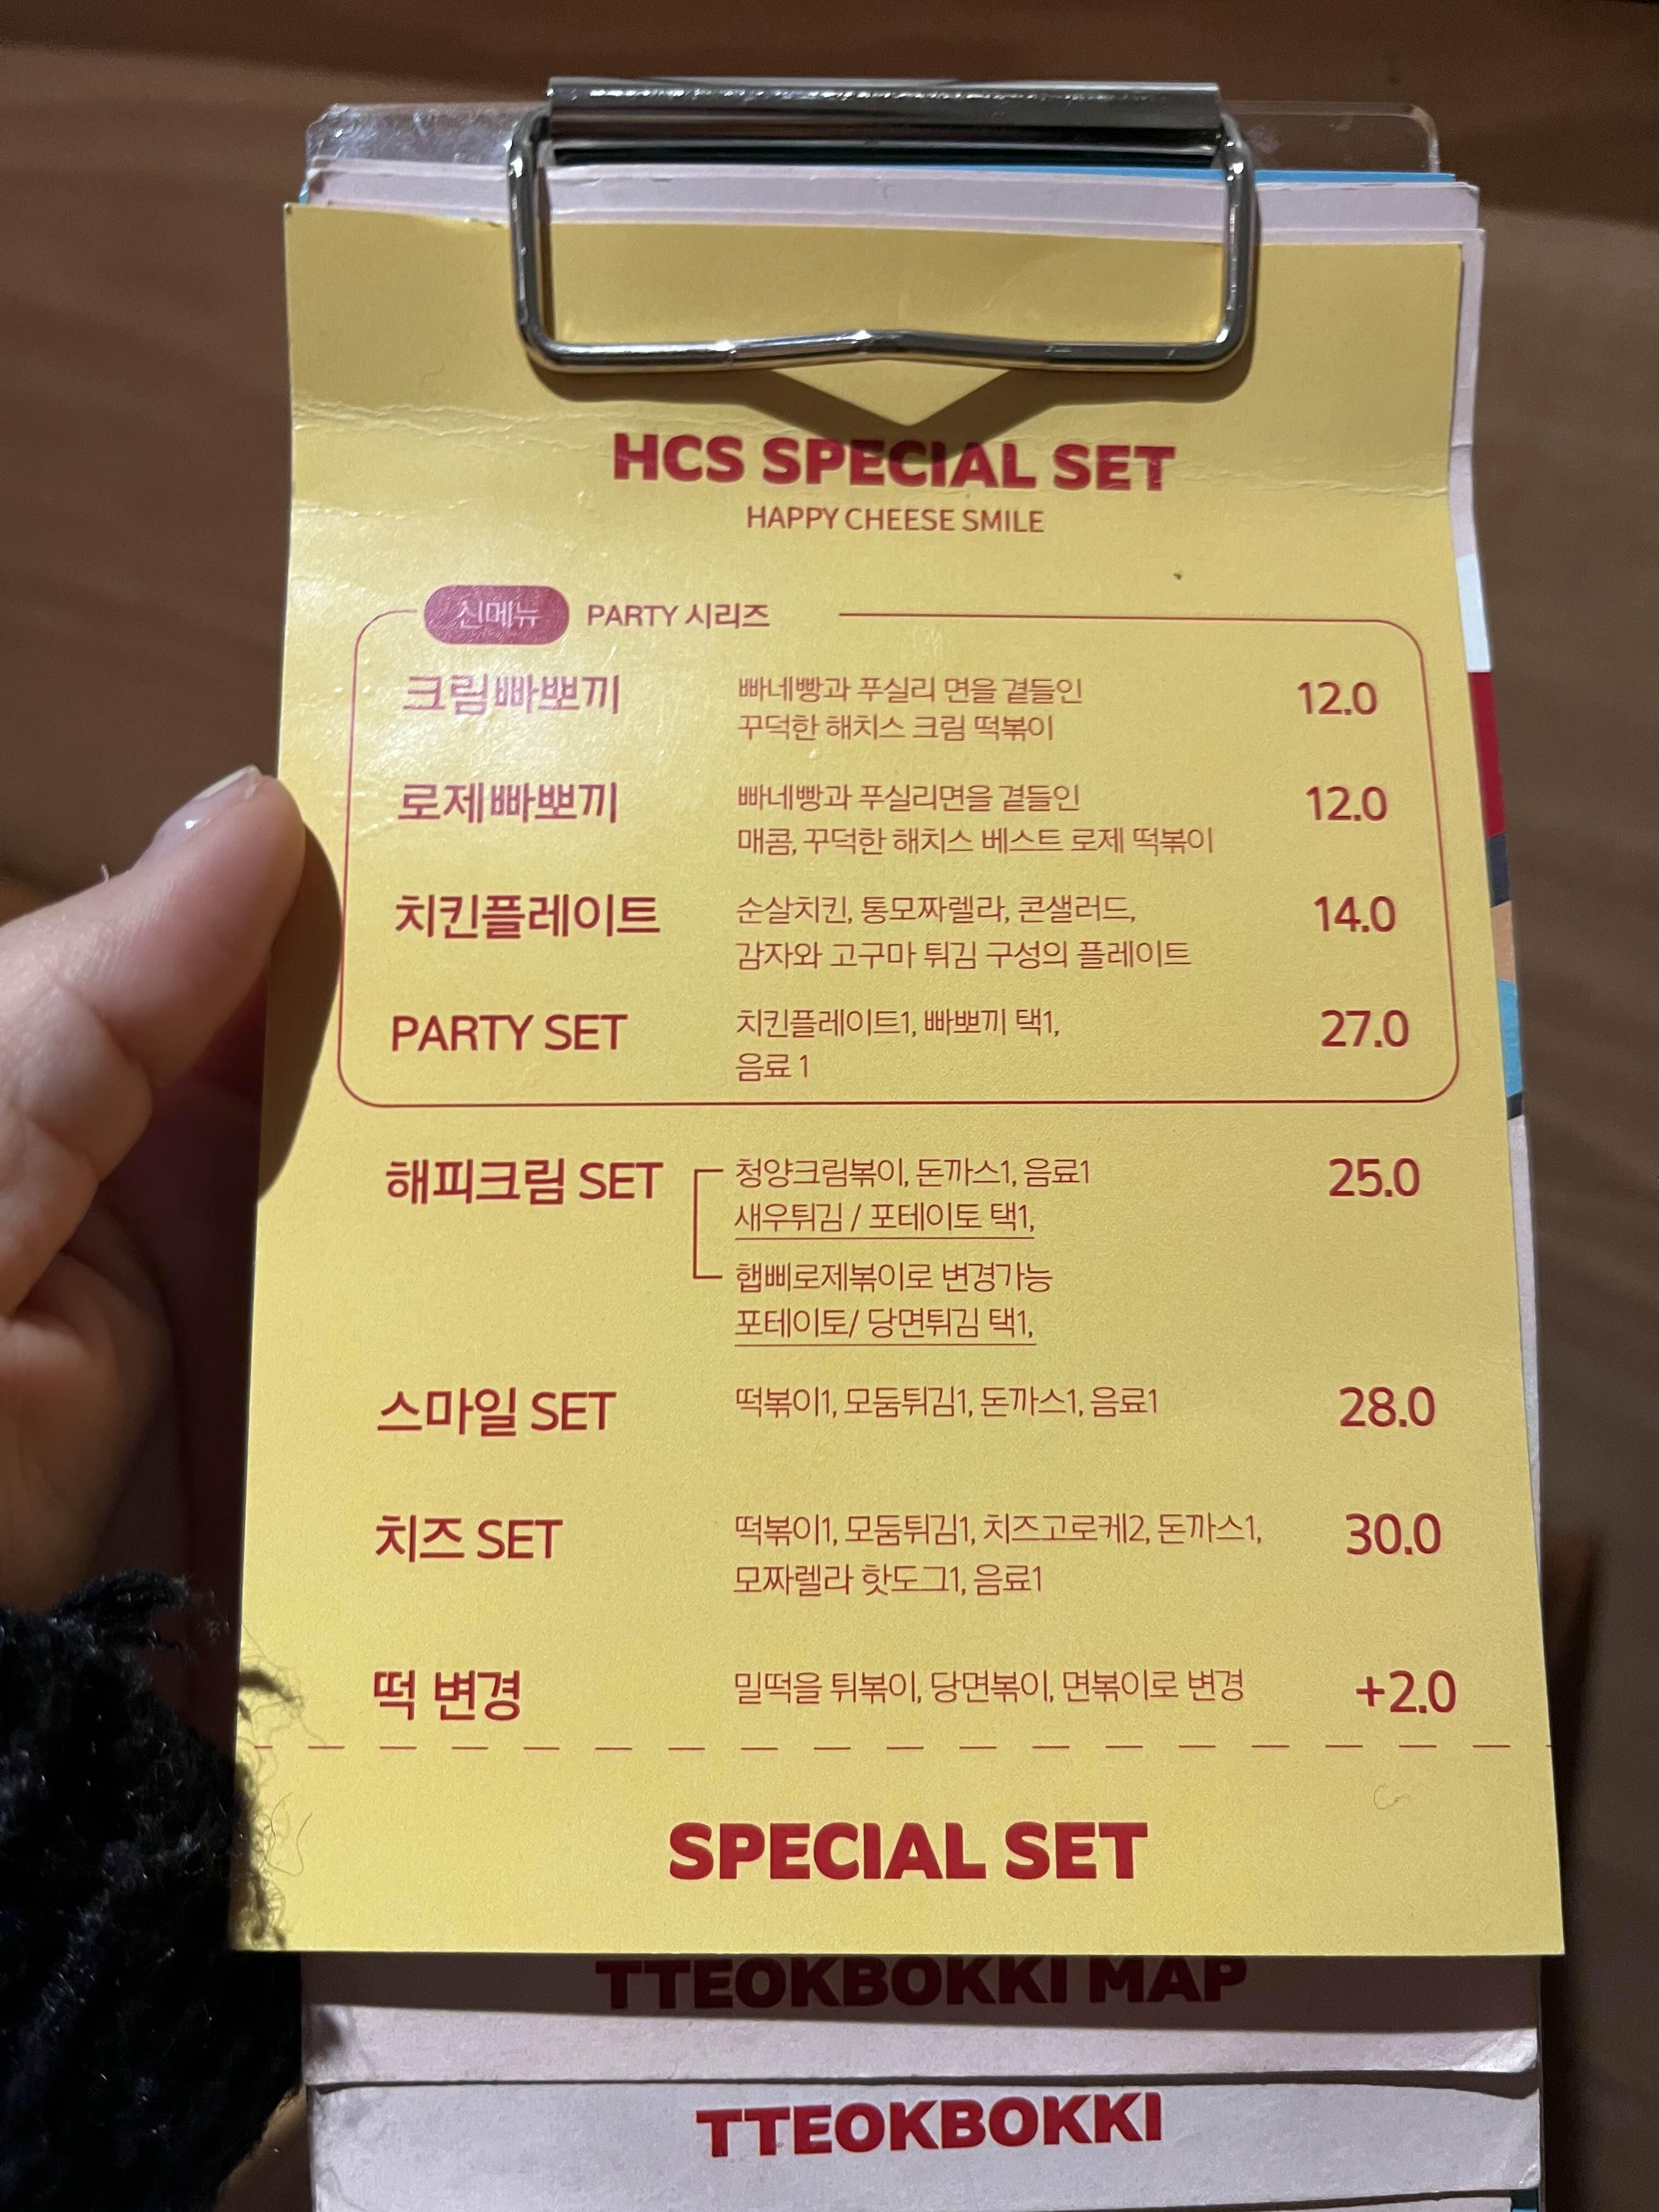 HCS SPECIAL SET
HAPPY CHEESE SMILE
신메뉴 PARTY 시리즈
크림빠뽀끼 빠네빵과 푸실리 면을 곁들인 12.0
꾸덕한 해치스 크림 떡볶이
로제빠뽀끼 빠네빵과 푸실리면을 곁들인 12.0
매콤, 꾸덕한 해치스 베스트 로제 떡볶이
치킨플레이트 순살치킨, 통모짜렐라, 콘샐러드, 14.0
감자와 고구마 튀김 구성의 플레이트
PARTY SET 치킨플레이트1, 빠뽀끼 택1, 27.0
음료 1
해피크림 SET 청양크림볶이, 돈까스1, 음료1 25.0
새우튀김 / 포테이토 택1,
햅삐로제볶이로 변경가능
포테이토/ 당면튀김 택1,
스마일 SET 떡볶이1, 모둠튀김1, 돈까스1, 음료1 28.0
치즈 SET 떡볶이1, 모둠튀김1, 치즈고로케2, 돈까스1, 30.0
모짜렐라 핫도그1, 음료1
떡 변경 밀떡을 튀볶이, 당면볶이, 면볶이로 변경 +2.0
SPECIAL SET
TTEOKBOKKI MAP
TTEOKBOKKI